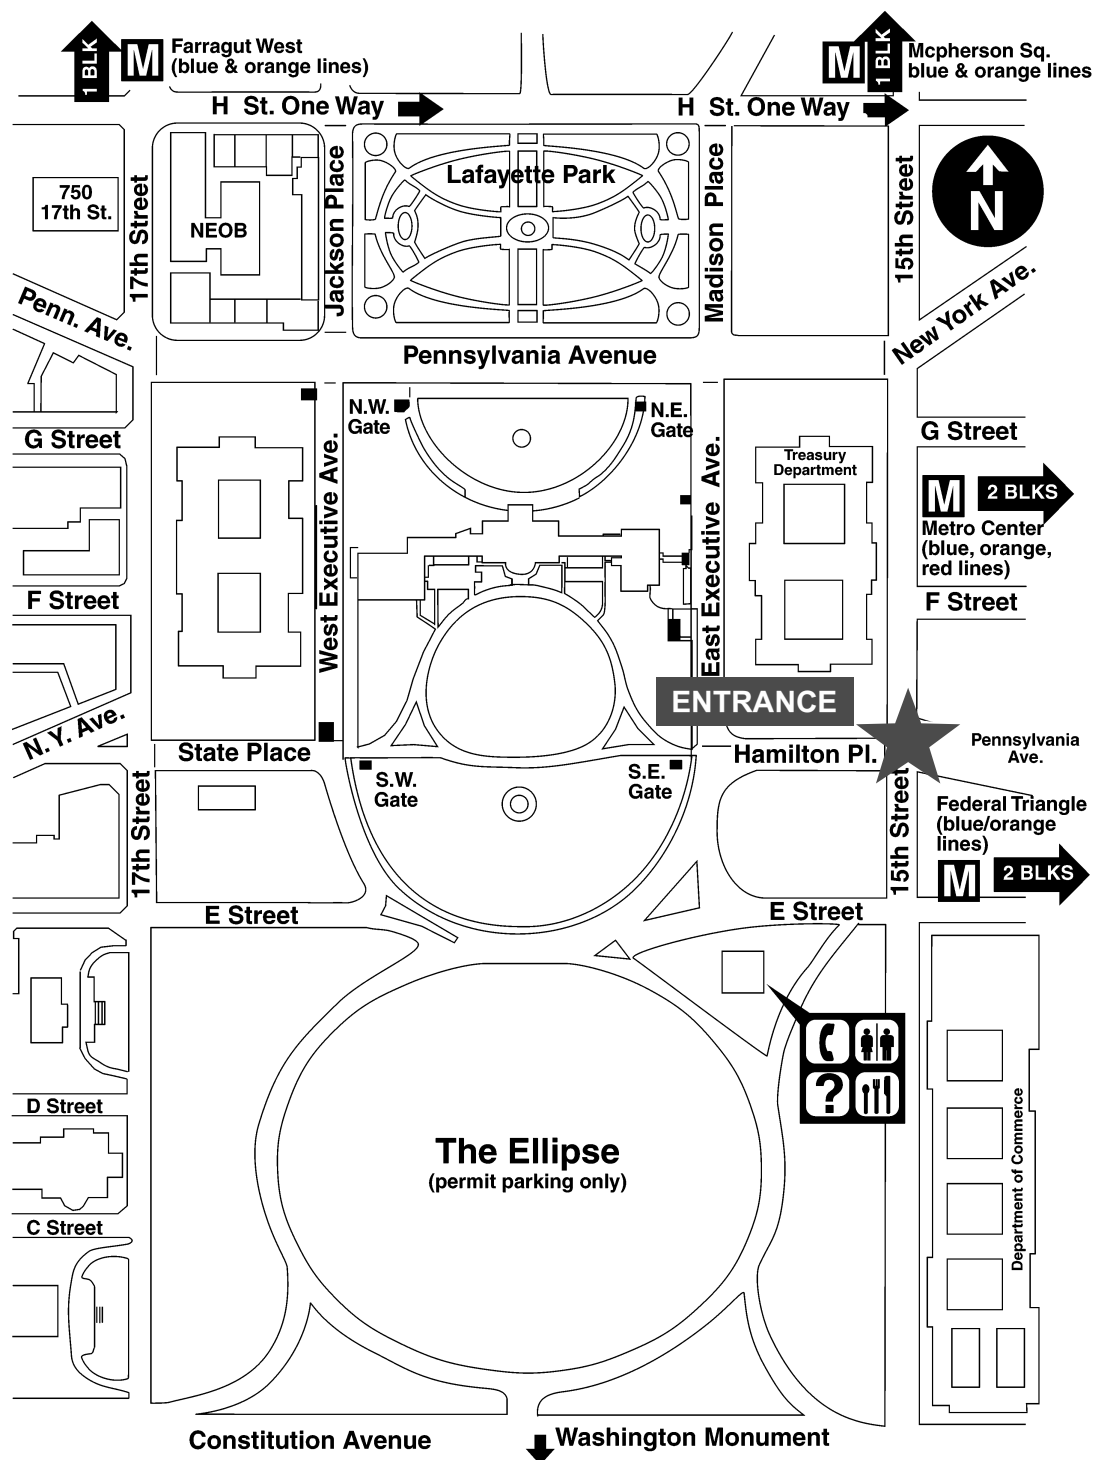 1 BLK
M
Farragut West
(blue & orange lines)
M
1 BLK
Mcpherson Sq.
blue & orange lines
H St. One Way
H St. One Way
750
17th St.
17th Street
NEOB
Jackson Place
Lafayette Park
Madison Place
15th Street
N
Penn. Ave.
New York Ave.
Pennsylvania Avenue
N.W.
Gate
N.E.
Gate
G Street
G Street
West Executive Ave.
East Executive Ave.
Treasury
Department
M
2 BLKS
Metro Center
(blue, orange,
red lines)
F Street
F Street
ENTRANCE
N.Y. Ave.
State Place
Hamilton Pl.
Pennsylvania
Ave.
S.W.
Gate
S.E.
Gate
17th Street
15th Street
Federal Triangle
(blue/orange
lines)
M
2 BLKS
E Street
E Street
?
D Street
The Ellipse
(permit parking only)
Department of Commerce
C Street
Constitution Avenue
Washington Monument